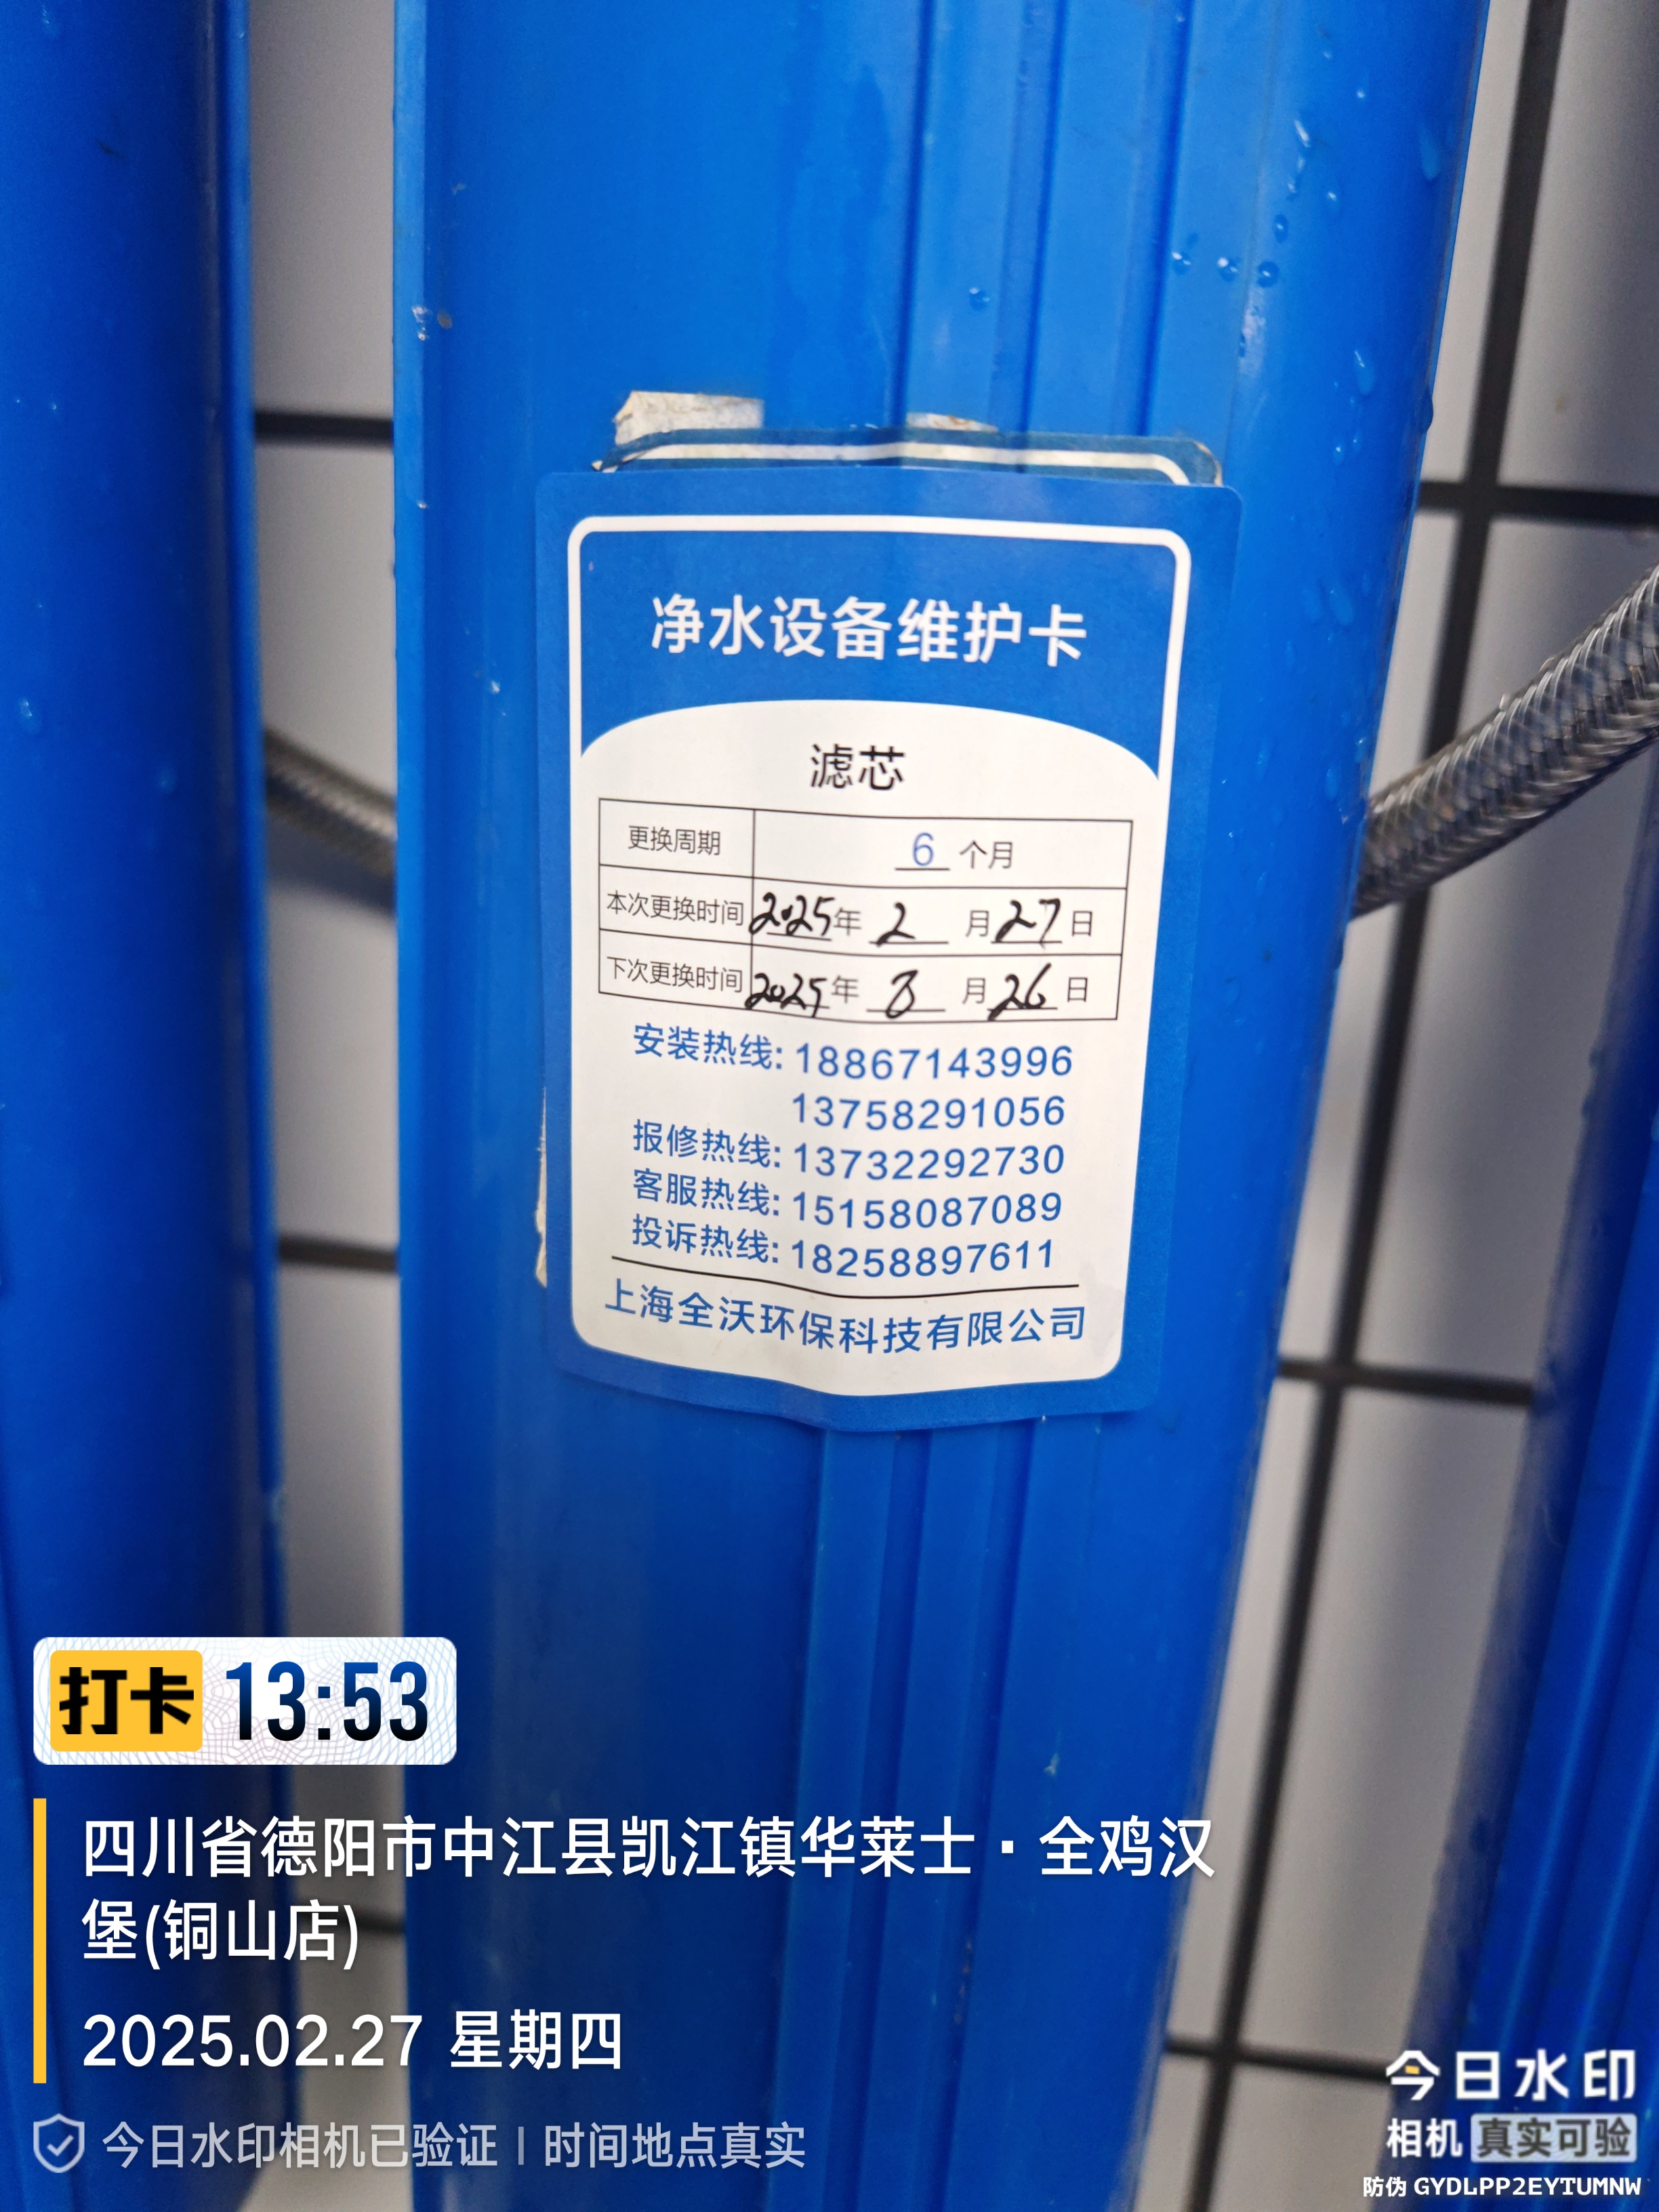 净水设备维护卡
滤芯
更换周期 6 个月
本次更换时间 2025年 2 月 27 日
下次更换时间 2025年 8 月 26 日
安装热线: 18867143996
13758291056
报修热线: 13732292730
客服热线: 15158087089
投诉热线: 18258897611
上海全沃环保科技有限公司
打卡 13:53
四川省德阳市中江县凯江镇华莱士·全鸡汉
堡(铜山店)
2025.02.27 星期四
今日水印相机已验证 | 时间地点真实
今日水印
相机 真实可验
防伪 GYDLPP2EYTUMNW